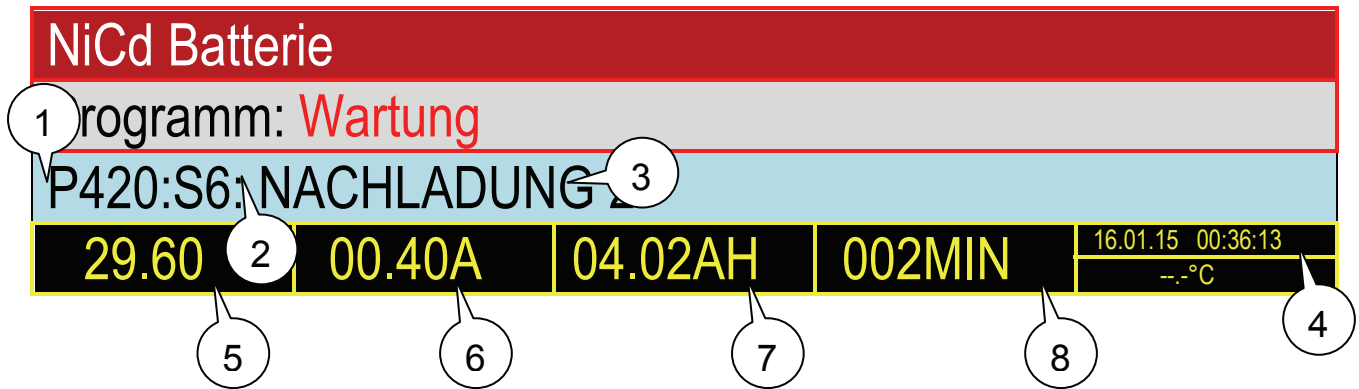 NiCd Batterie
1 rogramm: Wartung
P420:S6: NACHLADUNG 3
29.60 2 00.40A 04.02AH 002MIN 16.01.15 00:36:13
--.-°C
4
5 6 7 8